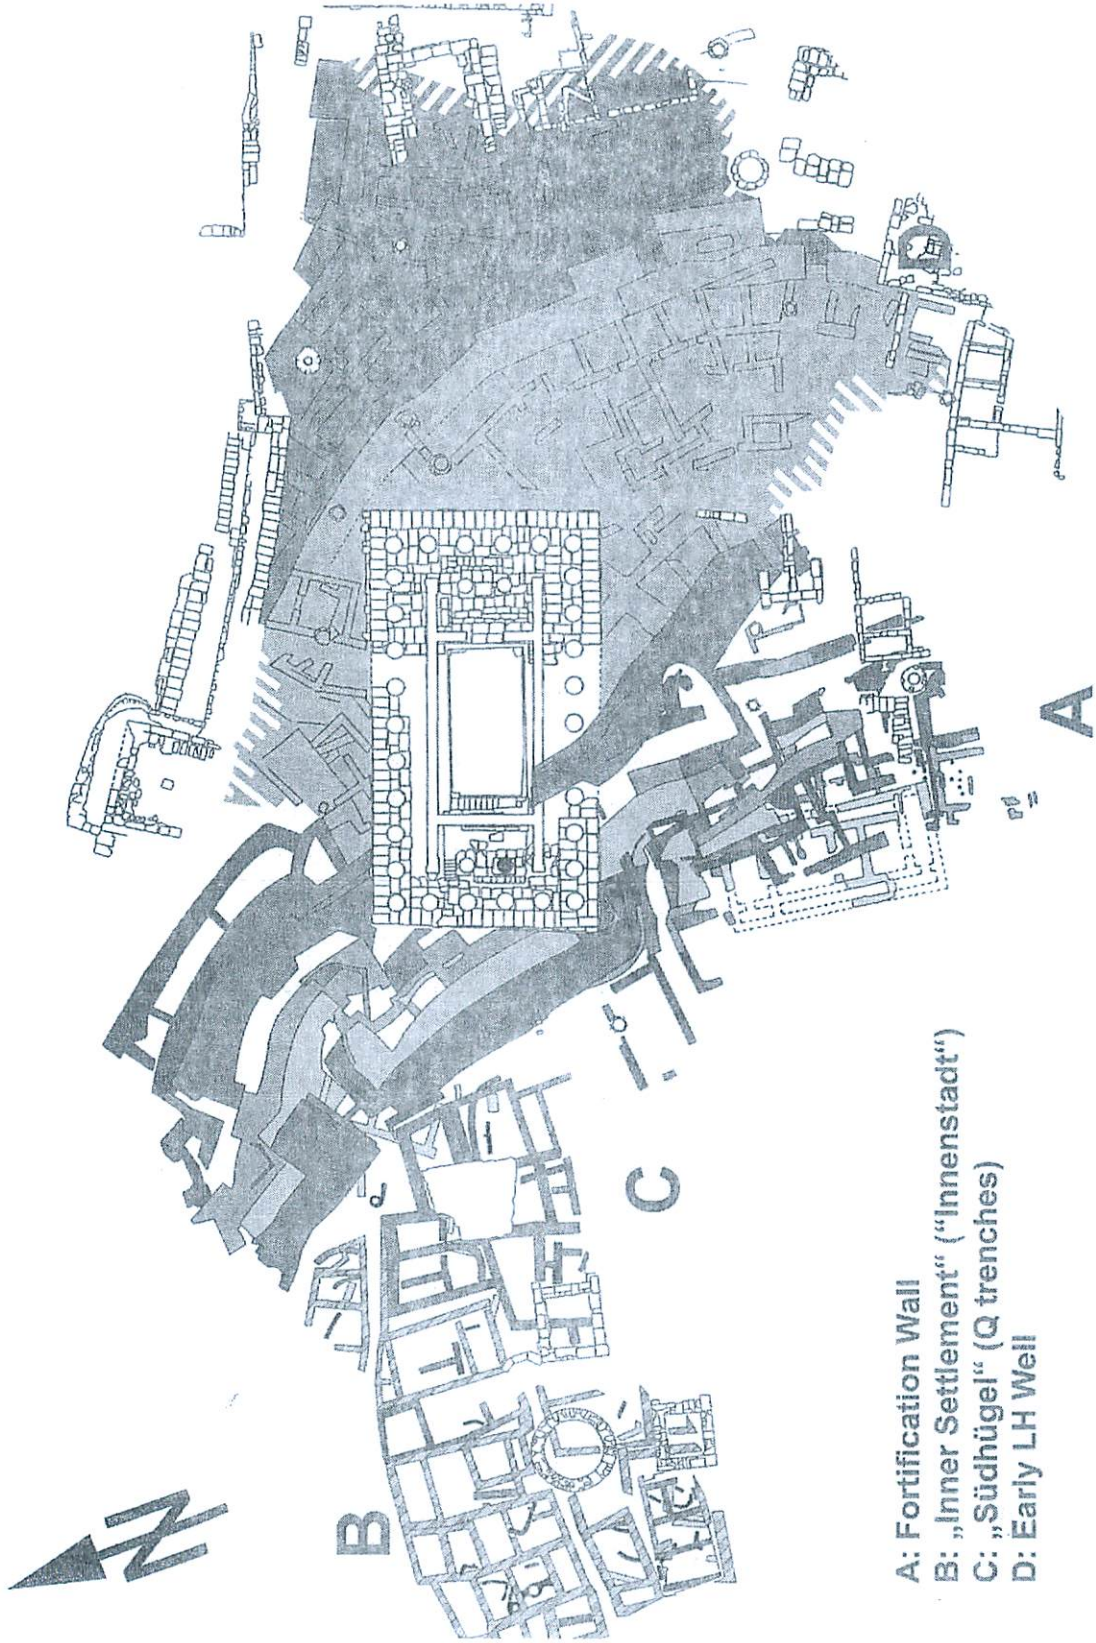 N
B
C
A
D
A: Fortification Wall
B: „Inner Settlement“ (“Innenstadt”)
C: „Südhügel“ (Q trenches)
D: Early LH Well